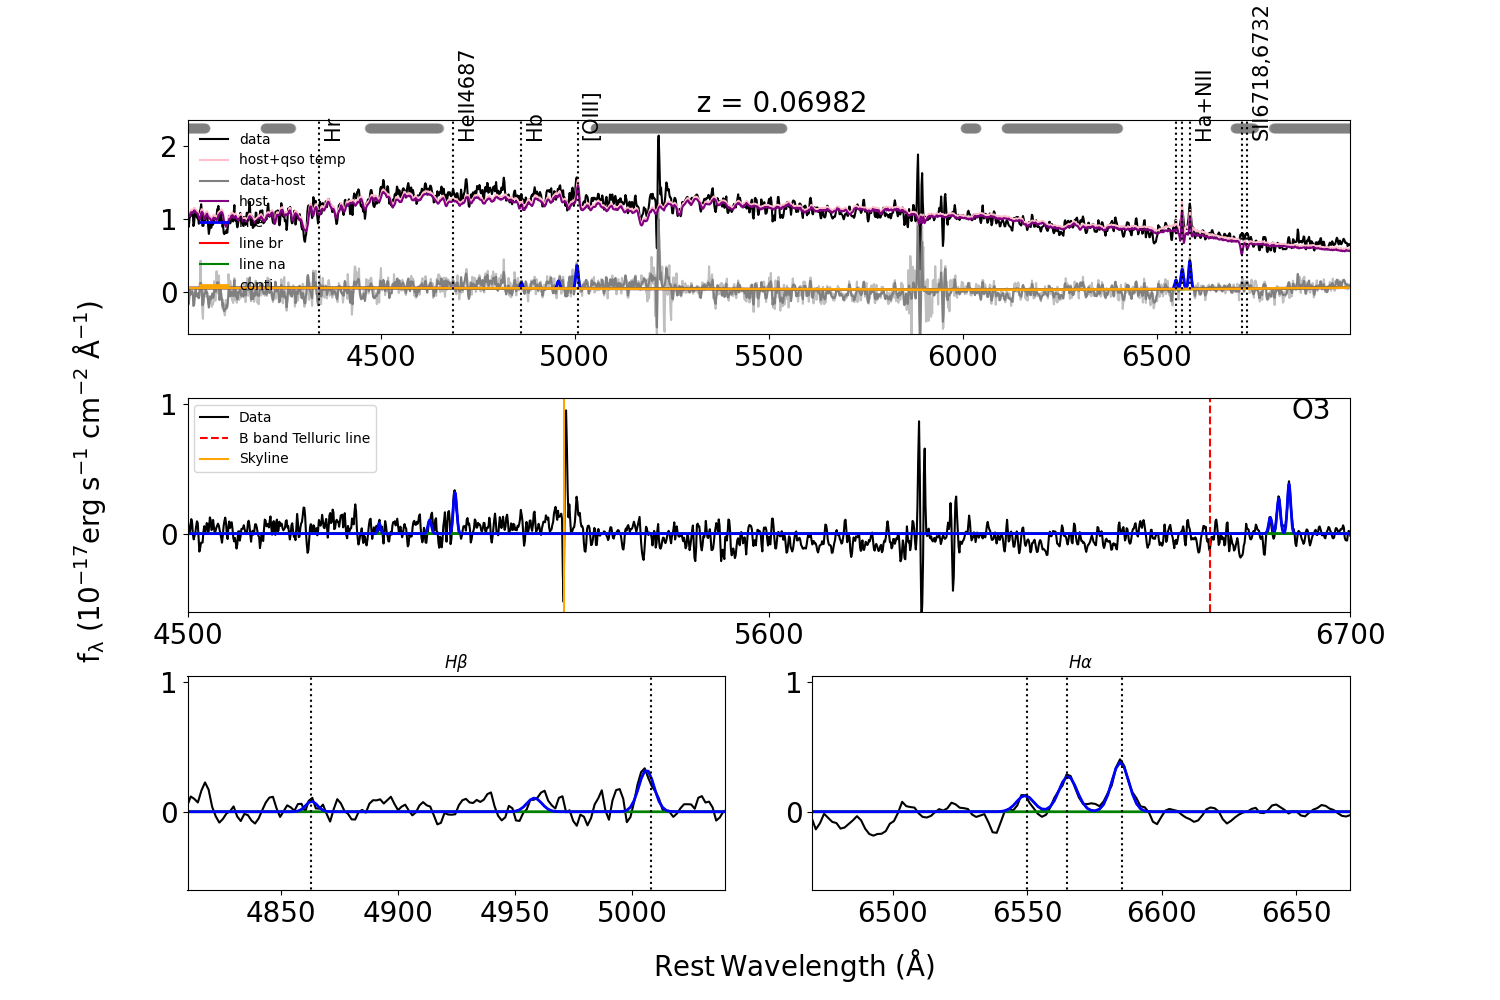 z = 0.06982
Hr
HeII4687
Hb
[OIII]
Ha+NII
SII6718,6732
data
host+qso temp
data-host
host
line
line br
line na
conti
2
1
0
4500 5000 5500 6000 6500
O3
Data
B band Telluric line
Skyline
1
0
4500 5600 6700
Hβ
1
0
4850 4900 4950 5000
Hα
1
0
6500 6550 6600 6650
f_λ (10⁻¹⁷erg s⁻¹ cm⁻² Å⁻¹)
Rest Wavelength (Å)